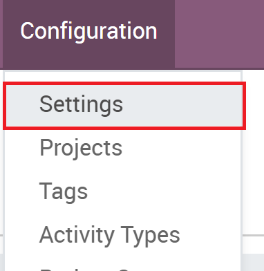 Configuration
Settings
Projects
Tags
Activity Types